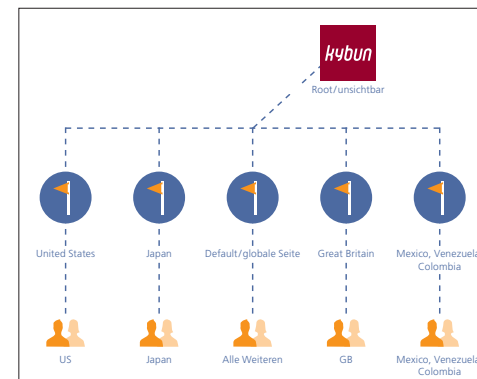 kybun
Root/unsichtbar
United States
Japan
Default/globale Seite
Great Britain
Mexico, Venezuela
Colombia
US
Japan
Alle Weiteren
GB
Mexico, Venezuela
Colombia